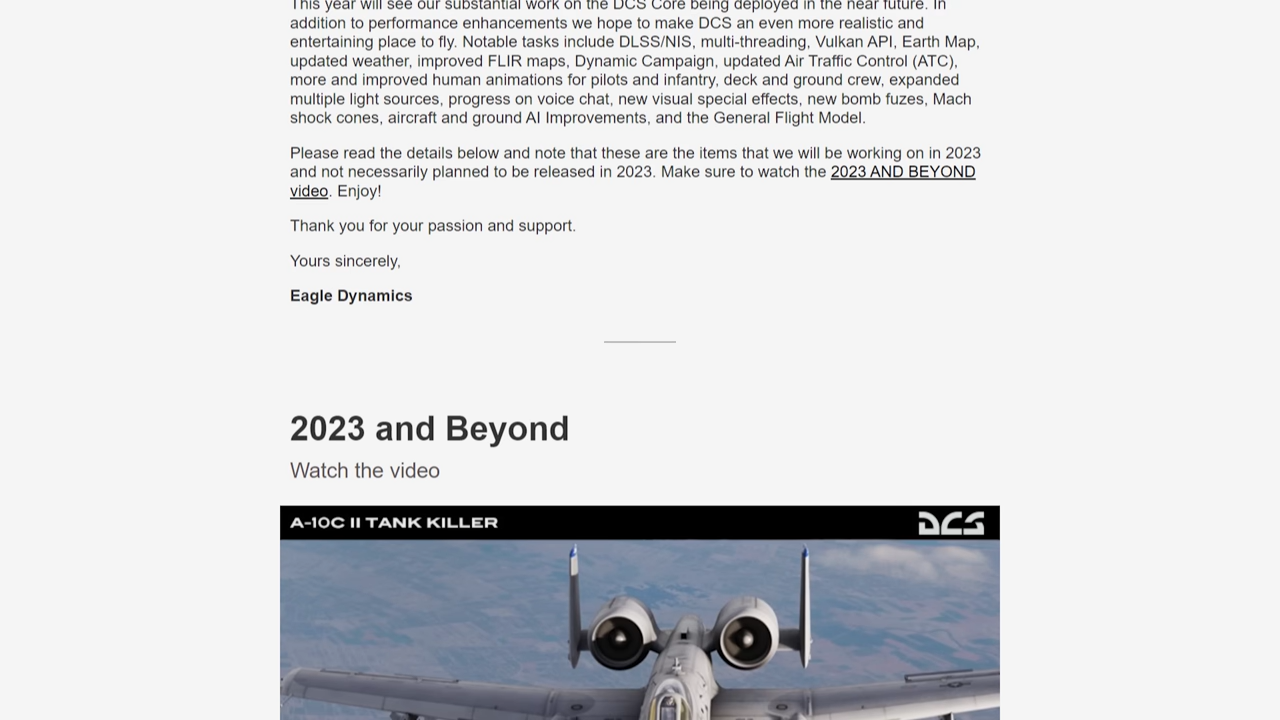 This year will see our substantial work on the DCS Core being deployed in the near future. In
addition to performance enhancements we hope to make DCS an even more realistic and
entertaining place to fly. Notable tasks include DLSS/NIS, multi-threading, Vulkan API, Earth Map,
updated weather, improved FLIR maps, Dynamic Campaign, updated Air Traffic Control (ATC),
more and improved human animations for pilots and infantry, deck and ground crew, expanded
multiple light sources, progress on voice chat, new visual special effects, new bomb fuzes, Mach
shock cones, aircraft and ground AI Improvements, and the General Flight Model.
Please read the details below and note that these are the items that we will be working on in 2023
and not necessarily planned to be released in 2023. Make sure to watch the 2023 AND BEYOND
video. Enjoy!
Thank you for your passion and support.
Yours sincerely,
Eagle Dynamics
2023 and Beyond
Watch the video
A-10C II TANK KILLER
DCS